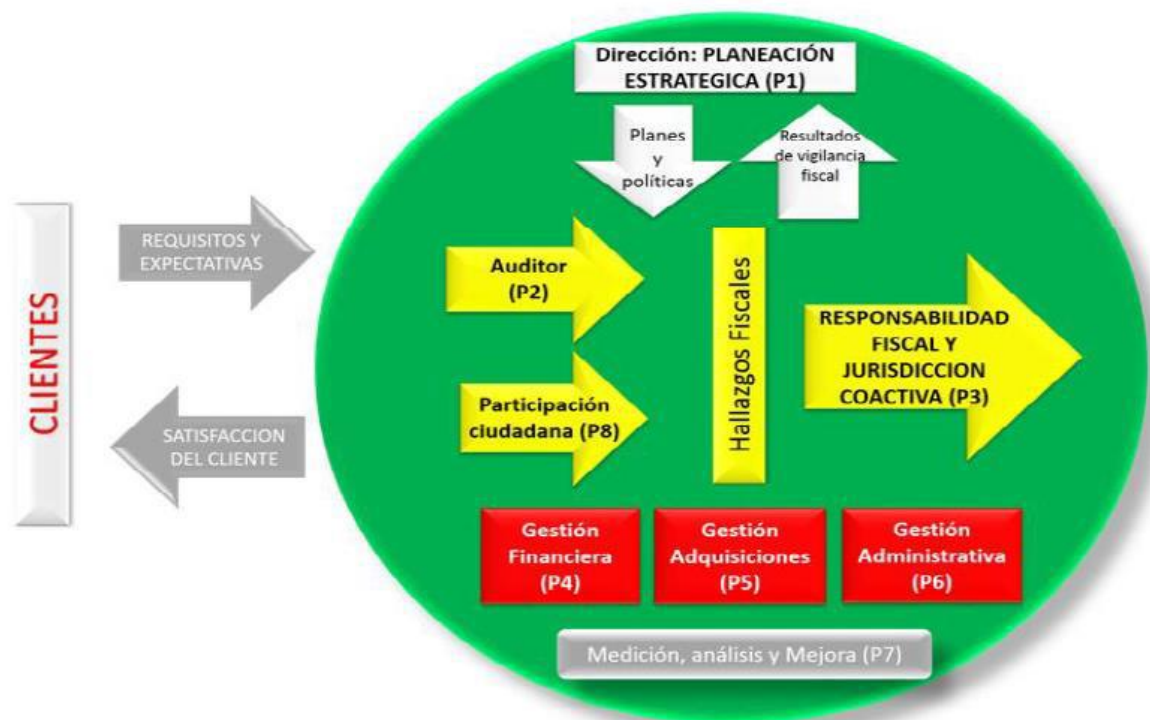 Dirección: PLANEACIÓN
ESTRATEGICA (P1)
Planes
y
políticas
Resultados
de vigilancia
fiscal
CLIENTES
REQUISITOS Y
EXPECTATIVAS
SATISFACCION
DEL CLIENTE
Auditor
(P2)
Participación
ciudadana (P8)
Hallazgos Fiscales
RESPONSABILIDAD
FISCAL Y
JURISDICCION
COACTIVA (P3)
Gestión
Financiera
(P4)
Gestión
Adquisiciones
(P5)
Gestión
Administrativa
(P6)
Medición, análisis y Mejora (P7)